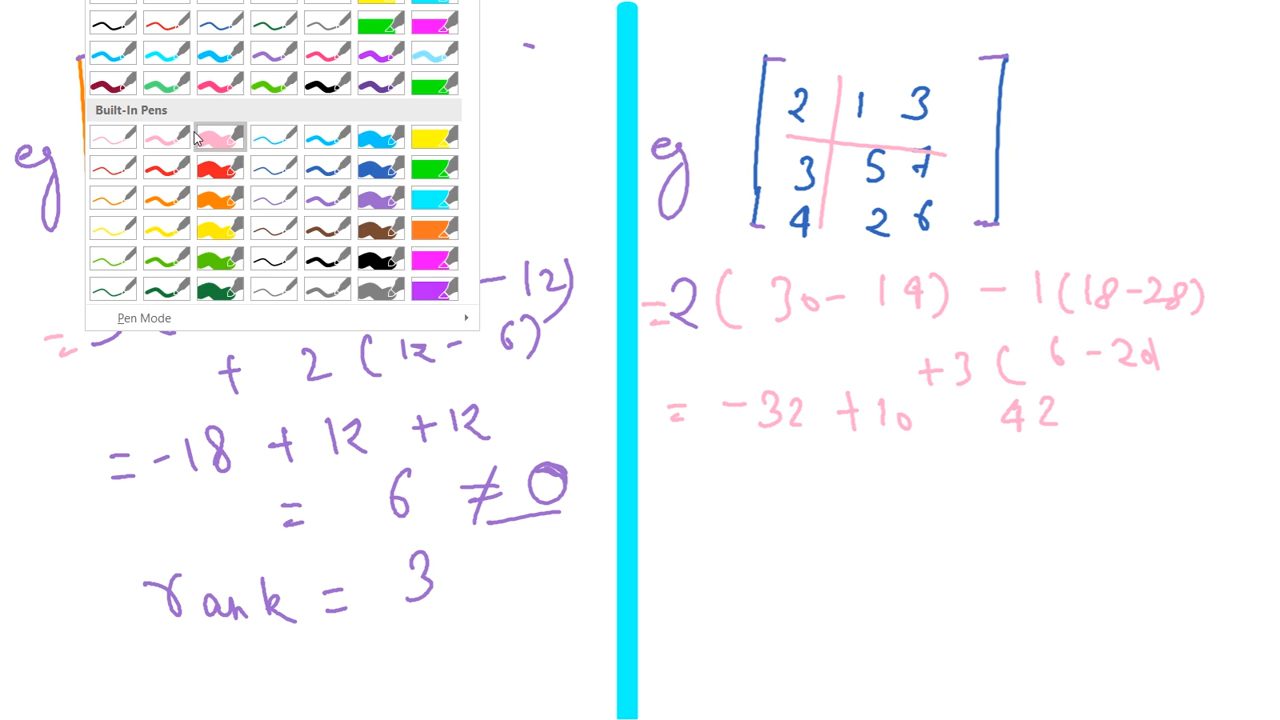 Built-In Pens
Pen Mode
eg
- 12)
=
+ 2 (12 - 6)
= -18 + 12 +12
= 6 ≠ 0
rank = 3
eg
2 1 3
3 5 7
4 2 6
=2 ( 30 - 14) - 1(18-28)
+3 ( 6 - 20
= -32 +10 42